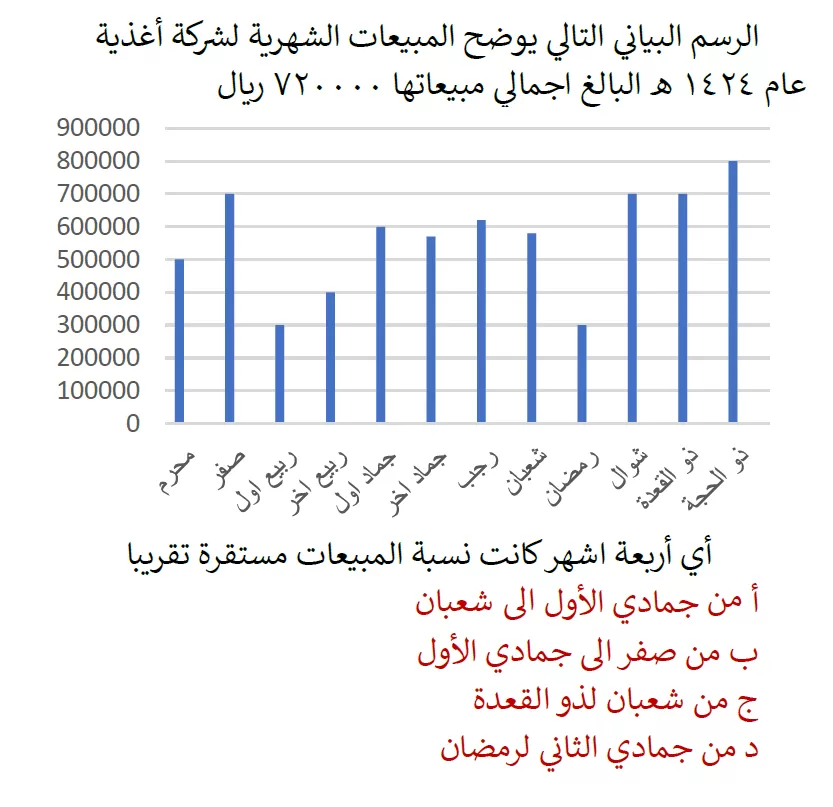 الرسم البياني التالي يوضح المبيعات الشهرية لشركة أغذية
عام ١٤٢٤ هـ البالغ اجمالي مبيعاتها ٧٢٠٠٠٠ ريال
900000
800000
700000
600000
500000
400000
300000
200000
100000
0
محرم
صفر
ربيع اول
ربيع اخر
جماد اول
جماد اخر
رجب
شعبان
رمضان
شوال
ذو القعدة
ذو الحجة
أي أربعة اشهر كانت نسبة المبيعات مستقرة تقريبا
أ من جمادي الأول الى شعبان
ب من صفر الى جمادي الأول
ج من شعبان لذو القعدة
د من جمادي الثاني لرمضان